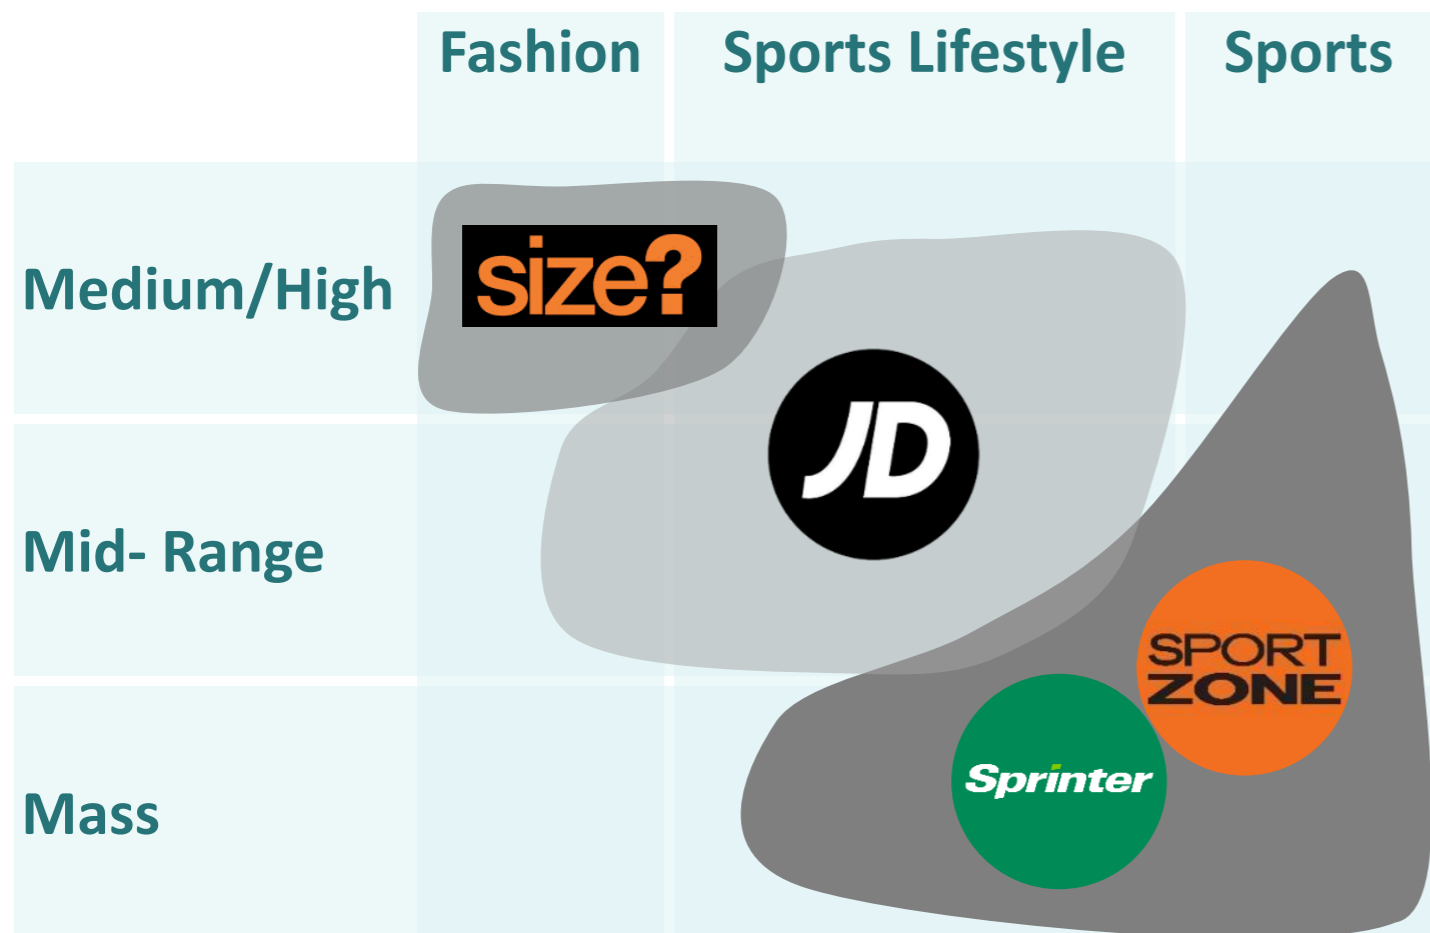 Fashion
Sports Lifestyle
Sports
Medium/High
size?
JD
Mid- Range
SPORT
ZONE
Sprinter
Mass